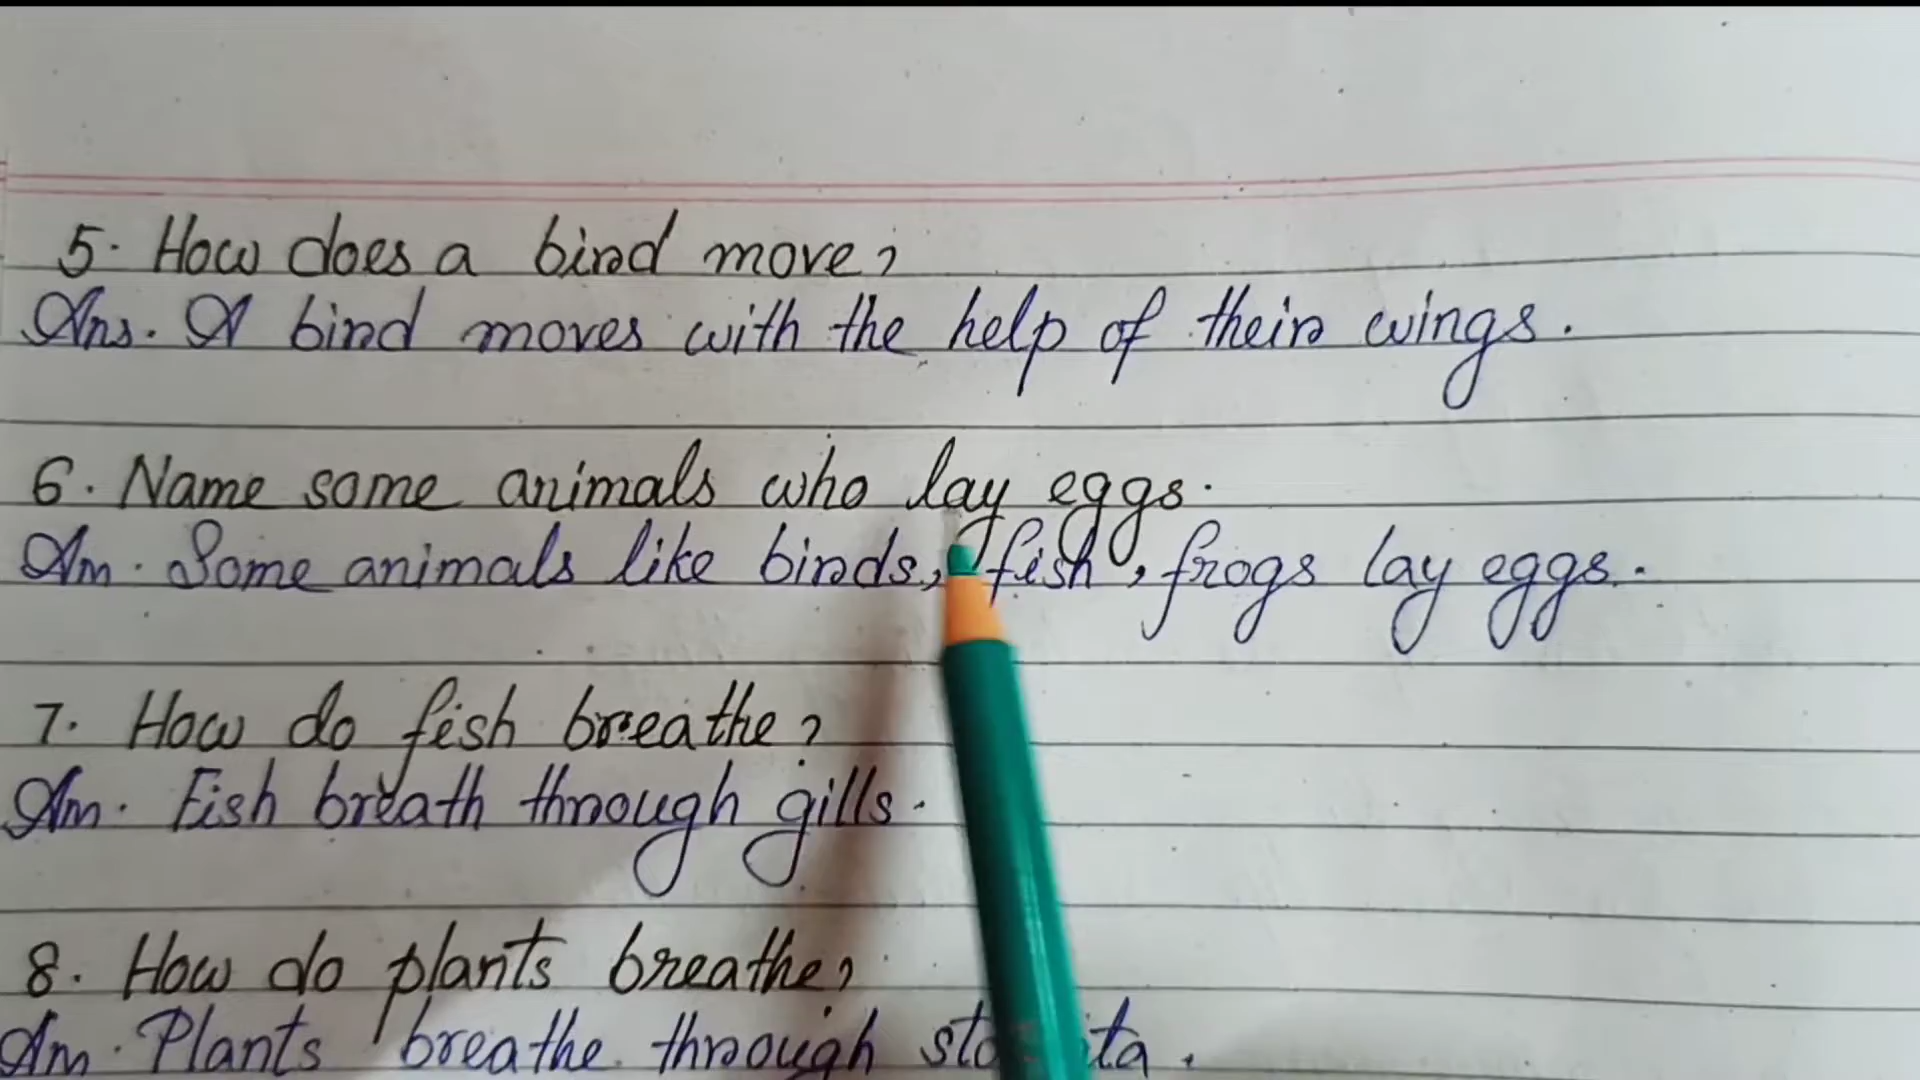 5. How does a bird move?
Ans. A bird moves with the help of their wings.
6. Name some animals who lay eggs.
Ans. Some animals like birds, fish, frogs lay eggs.
7. How do fish breathe?
Ans. Fish breath through gills.
8. How do plants breathe?
Ans. Plants breathe through